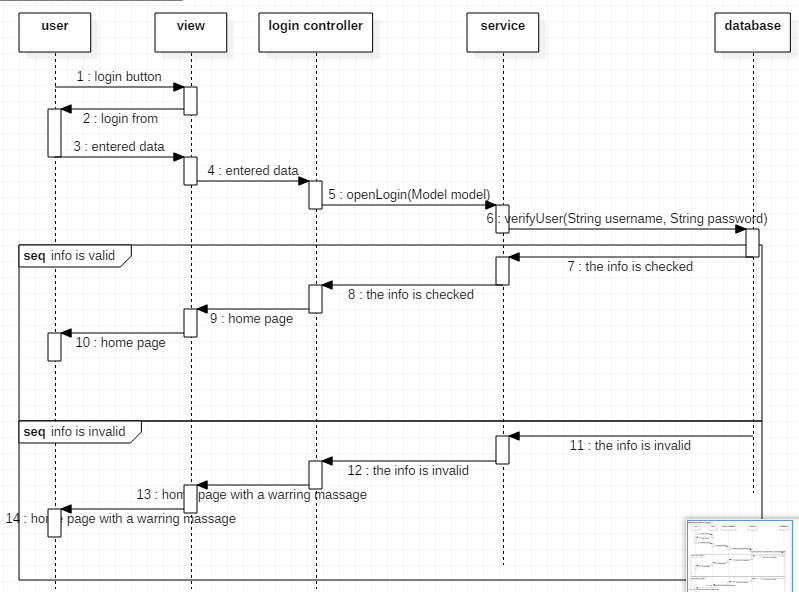 user
view
login controller
service
database
1 : login button
2 : login from
3 : entered data
4 : entered data
5 : openLogin(Model model)
6 : verifyUser(String username, String password)
seq info is valid
7 : the info is checked
8 : the info is checked
9 : home page
10 : home page
seq info is invalid
11 : the info is invalid
12 : the info is invalid
13 : home page with a warring massage
14 : home page with a warring massage